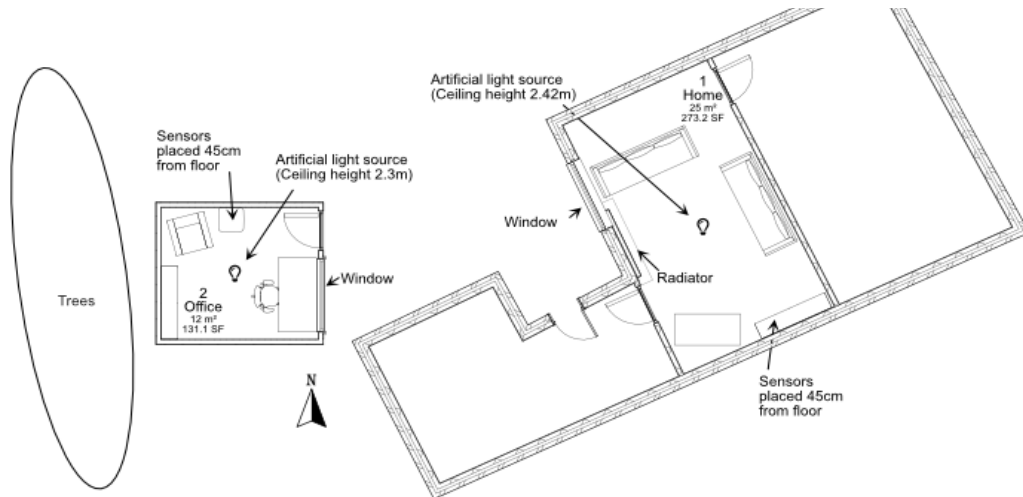 Artificial light source
(Ceiling height 2.42m)
1
Home
25 m²
273.2 SF
Sensors
placed 45cm
from floor
Artificial light source
(Ceiling height 2.3m)
Window
Radiator
Window
Trees
2
Office
12 m²
131.1 SF
N
Sensors
placed 45cm
from floor